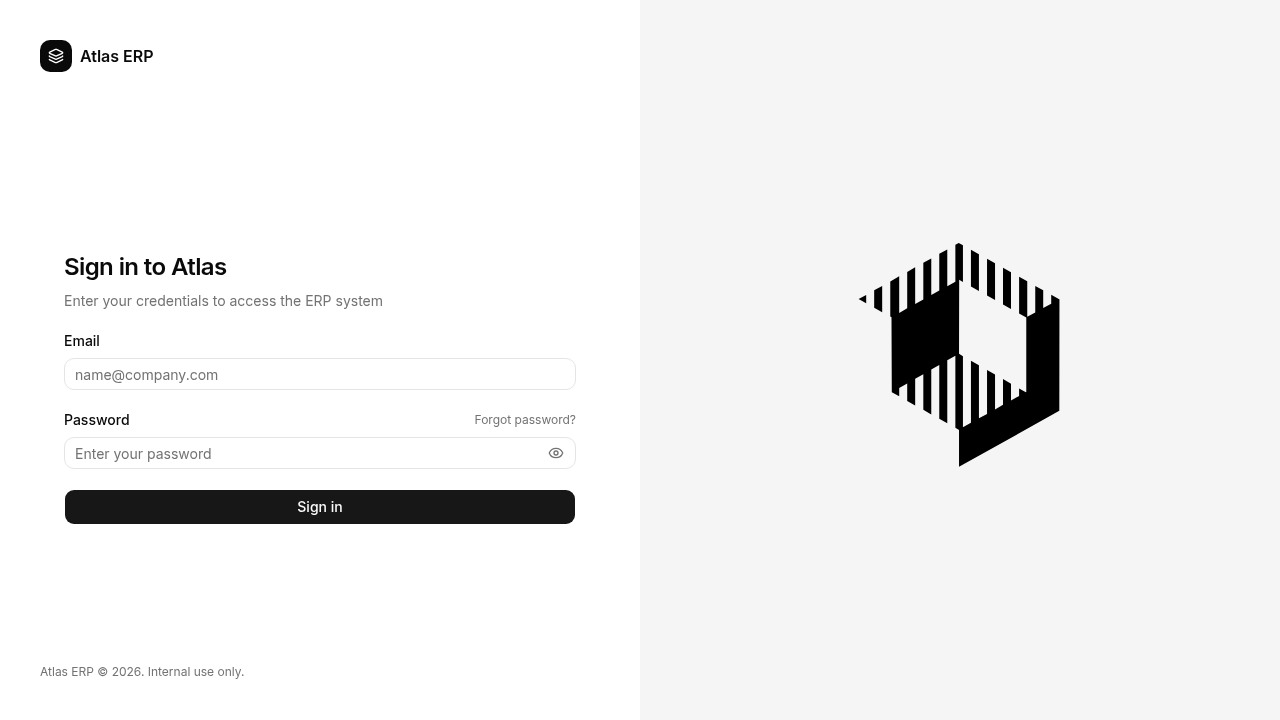 Atlas ERP
Sign in to Atlas
Enter your credentials to access the ERP system
Email
name@company.com
Password
Forgot password?
Enter your password
Sign in
Atlas ERP © 2026. Internal use only.